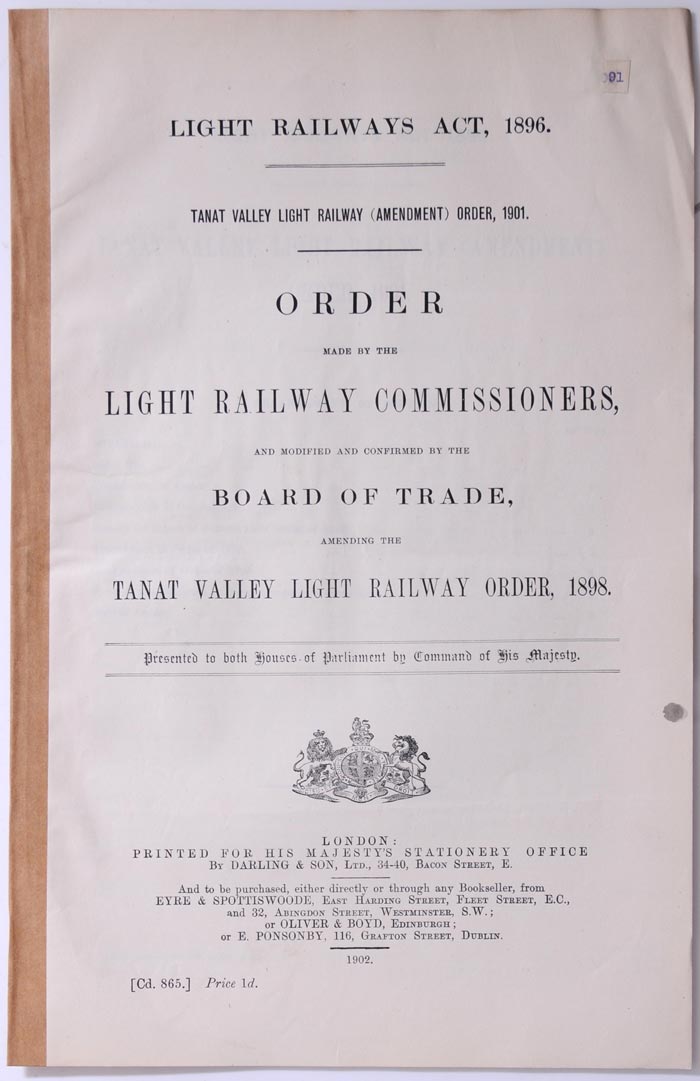 91
LIGHT RAILWAYS ACT, 1896.
TANAT VALLEY LIGHT RAILWAY (AMENDMENT) ORDER, 1901.
ORDER
MADE BY THE
LIGHT RAILWAY COMMISSIONERS,
AND MODIFIED AND CONFIRMED BY THE
BOARD OF TRADE,
AMENDING THE
TANAT VALLEY LIGHT RAILWAY ORDER, 1898.
Presented to both Houses of Parliament by Command of His Majesty.
LONDON:
PRINTED FOR HIS MAJESTY'S STATIONERY OFFICE
BY DARLING & SON, LTD., 34-40, BACON STREET, E.
And to be purchased, either directly or through any Bookseller, from
EYRE & SPOTTISWOODE, EAST HARDING STREET, FLEET STREET, E.C.,
and 32, ABINGDON STREET, WESTMINSTER, S.W.;
or OLIVER & BOYD, EDINBURGH;
or E. PONSONBY, 116, GRAFTON STREET, DUBLIN.
1902.
[Cd. 865.] Price 1d.